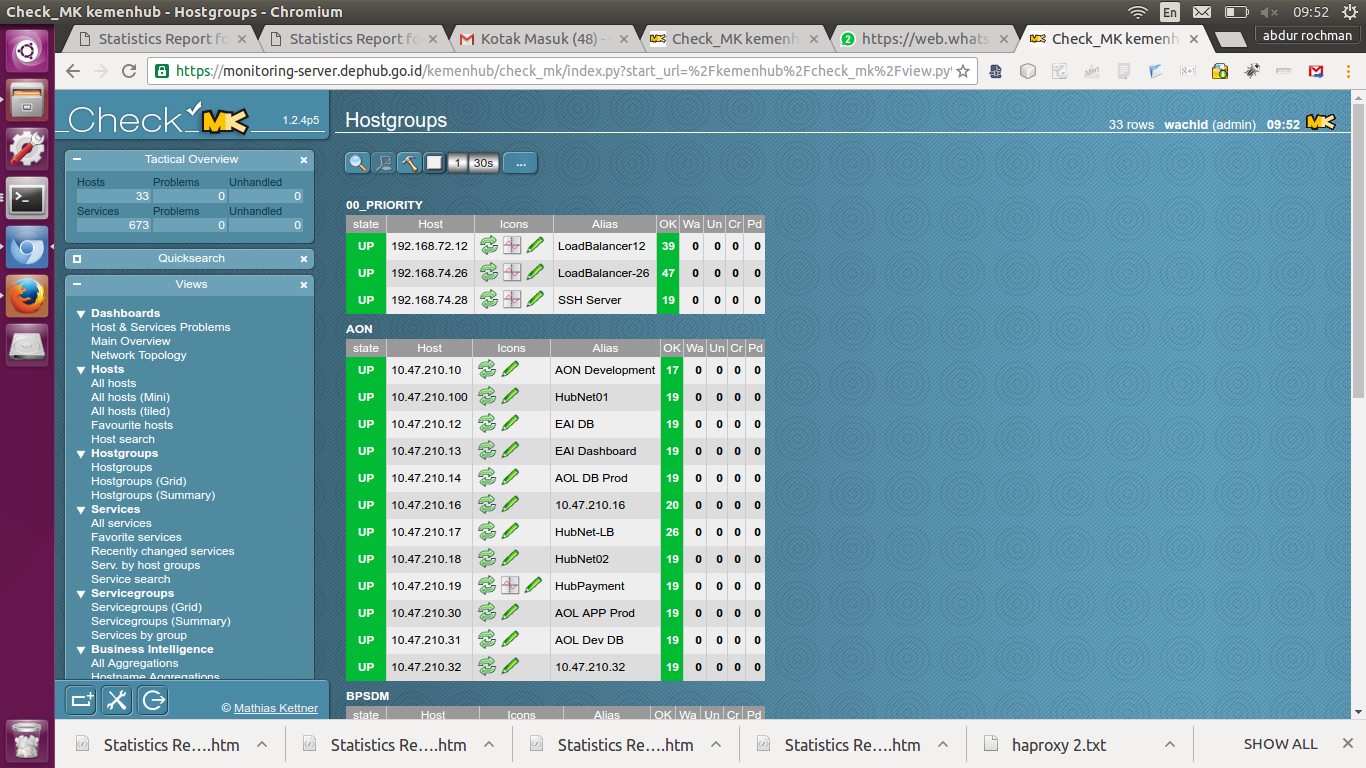 Check_MK kemenhub - Hostgroups - Chromium
En
09:52
Statistics Report fo
Statistics Report fo
Kotak Masuk (48) -
Check_MK kemenh
https://web.whats
Check_MK kemenh
abdur rochman
https://monitoring-server.dephub.go.id/kemenhub/check_mk/index.py?start_url=%2Fkemenhub%2Fcheck_mk%2Fview.py
Check MK
1.2.4p5
Hostgroups
33 rows wachid (admin) 09:52
Tactical Overview
Hosts Problems Unhandled
33 0 0
Services Problems Unhandled
673 0 0
Quicksearch
Views
Dashboards
Host & Services Problems
Main Overview
Network Topology
Hosts
All hosts
All hosts (Mini)
All hosts (tiled)
Favourite hosts
Host search
Hostgroups
Hostgroups
Hostgroups (Grid)
Hostgroups (Summary)
Services
All services
Favorite services
Recently changed services
Serv. by host groups
Service search
Servicegroups
Servicegroups (Grid)
Servicegroups (Summary)
Services by group
Business Intelligence
All Aggregations
Hostname Aggregations
© Mathias Kettner
1 30s ...
00_PRIORITY
state Host Icons Alias OK Wa Un Cr Pd
UP 192.168.72.12 LoadBalancer12 39 0 0 0 0
UP 192.168.74.26 LoadBalancer-26 47 0 0 0 0
UP 192.168.74.28 SSH Server 19 0 0 0 0
AON
state Host Icons Alias OK Wa Un Cr Pd
UP 10.47.210.10 AON Development 17 0 0 0 0
UP 10.47.210.100 HubNet01 19 0 0 0 0
UP 10.47.210.12 EAI DB 19 0 0 0 0
UP 10.47.210.13 EAI Dashboard 19 0 0 0 0
UP 10.47.210.14 AOL DB Prod 19 0 0 0 0
UP 10.47.210.16 10.47.210.16 20 0 0 0 0
UP 10.47.210.17 HubNet-LB 26 0 0 0 0
UP 10.47.210.18 HubNet02 19 0 0 0 0
UP 10.47.210.19 HubPayment 19 0 0 0 0
UP 10.47.210.30 AOL APP Prod 19 0 0 0 0
UP 10.47.210.31 AOL Dev DB 19 0 0 0 0
UP 10.47.210.32 10.47.210.32 19 0 0 0 0
BPSDM
state Host Icons Alias OK Wa Un Cr Pd
Statistics Re....htm
Statistics Re....htm
Statistics Re....htm
Statistics Re....htm
haproxy 2.txt
SHOW ALL